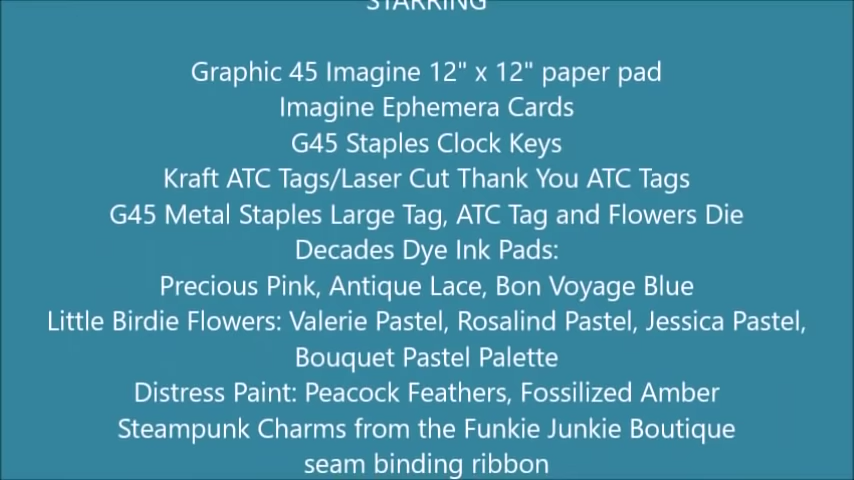 STARRING
Graphic 45 Imagine 12" x 12" paper pad
Imagine Ephemera Cards
G45 Staples Clock Keys
Kraft ATC Tags/Laser Cut Thank You ATC Tags
G45 Metal Staples Large Tag, ATC Tag and Flowers Die
Decades Dye Ink Pads:
Precious Pink, Antique Lace, Bon Voyage Blue
Little Birdie Flowers: Valerie Pastel, Rosalind Pastel, Jessica Pastel,
Bouquet Pastel Palette
Distress Paint: Peacock Feathers, Fossilized Amber
Steampunk Charms from the Funkie Junkie Boutique
seam binding ribbon